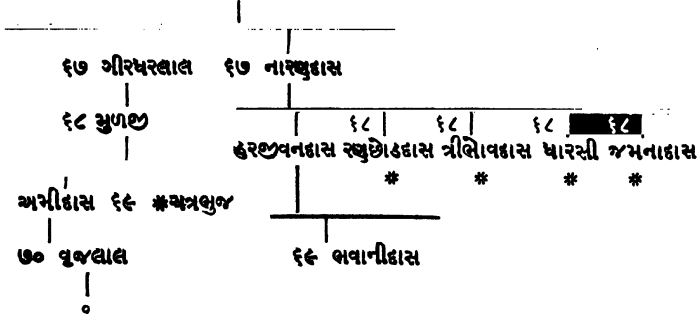 ૬૭ ગીરધરલાલ ૬૭ નારણદાસ
૬૮ મુળજી
૬૮ ૬૮ ૬૮ ૬૮
હરજીવનદાસ રણછોડદાસ ત્રીભોવદાસ ધારસી જમનાદાસ
* * * *
અમીદાસ ૬૯ *ચત્રભુજ
૭૦ વૃજલાલ ૬૯ ભવાનીદાસ
૦